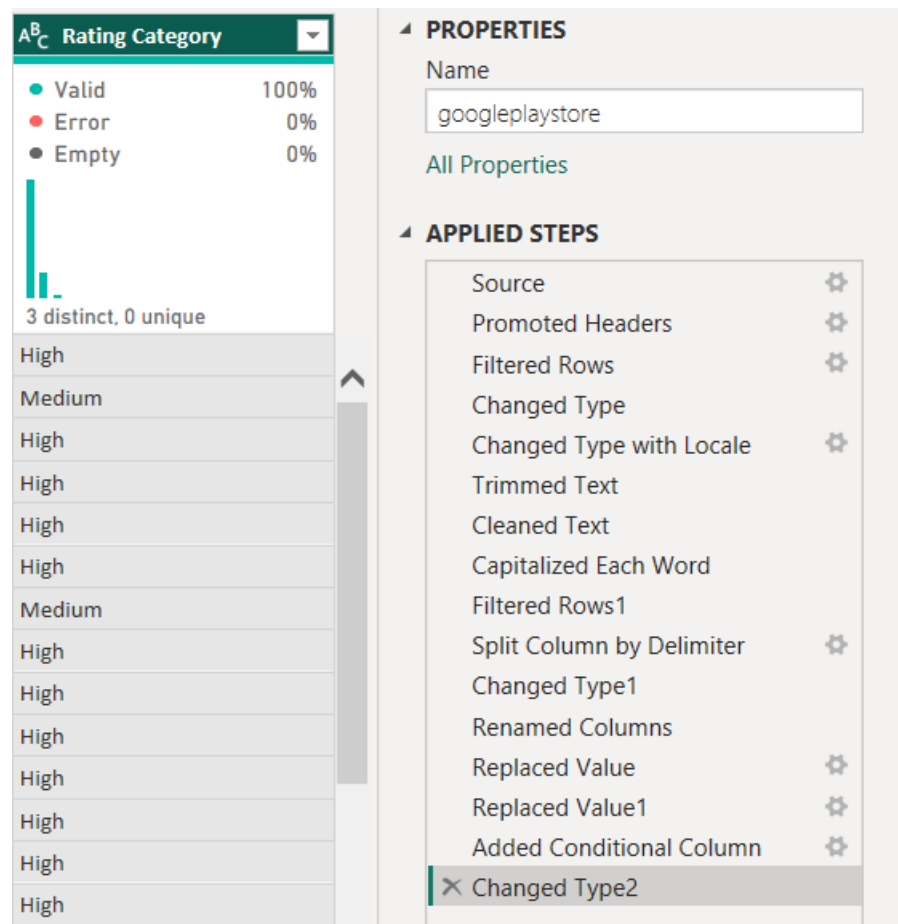 ABC Rating Category
Valid 100%
Error 0%
Empty 0%
3 distinct, 0 unique
High
Medium
High
High
High
High
Medium
High
High
High
High
High
High
High
PROPERTIES
Name
googleplaystore
All Properties
APPLIED STEPS
Source
Promoted Headers
Filtered Rows
Changed Type
Changed Type with Locale
Trimmed Text
Cleaned Text
Capitalized Each Word
Filtered Rows1
Split Column by Delimiter
Changed Type1
Renamed Columns
Replaced Value
Replaced Value1
Added Conditional Column
Changed Type2